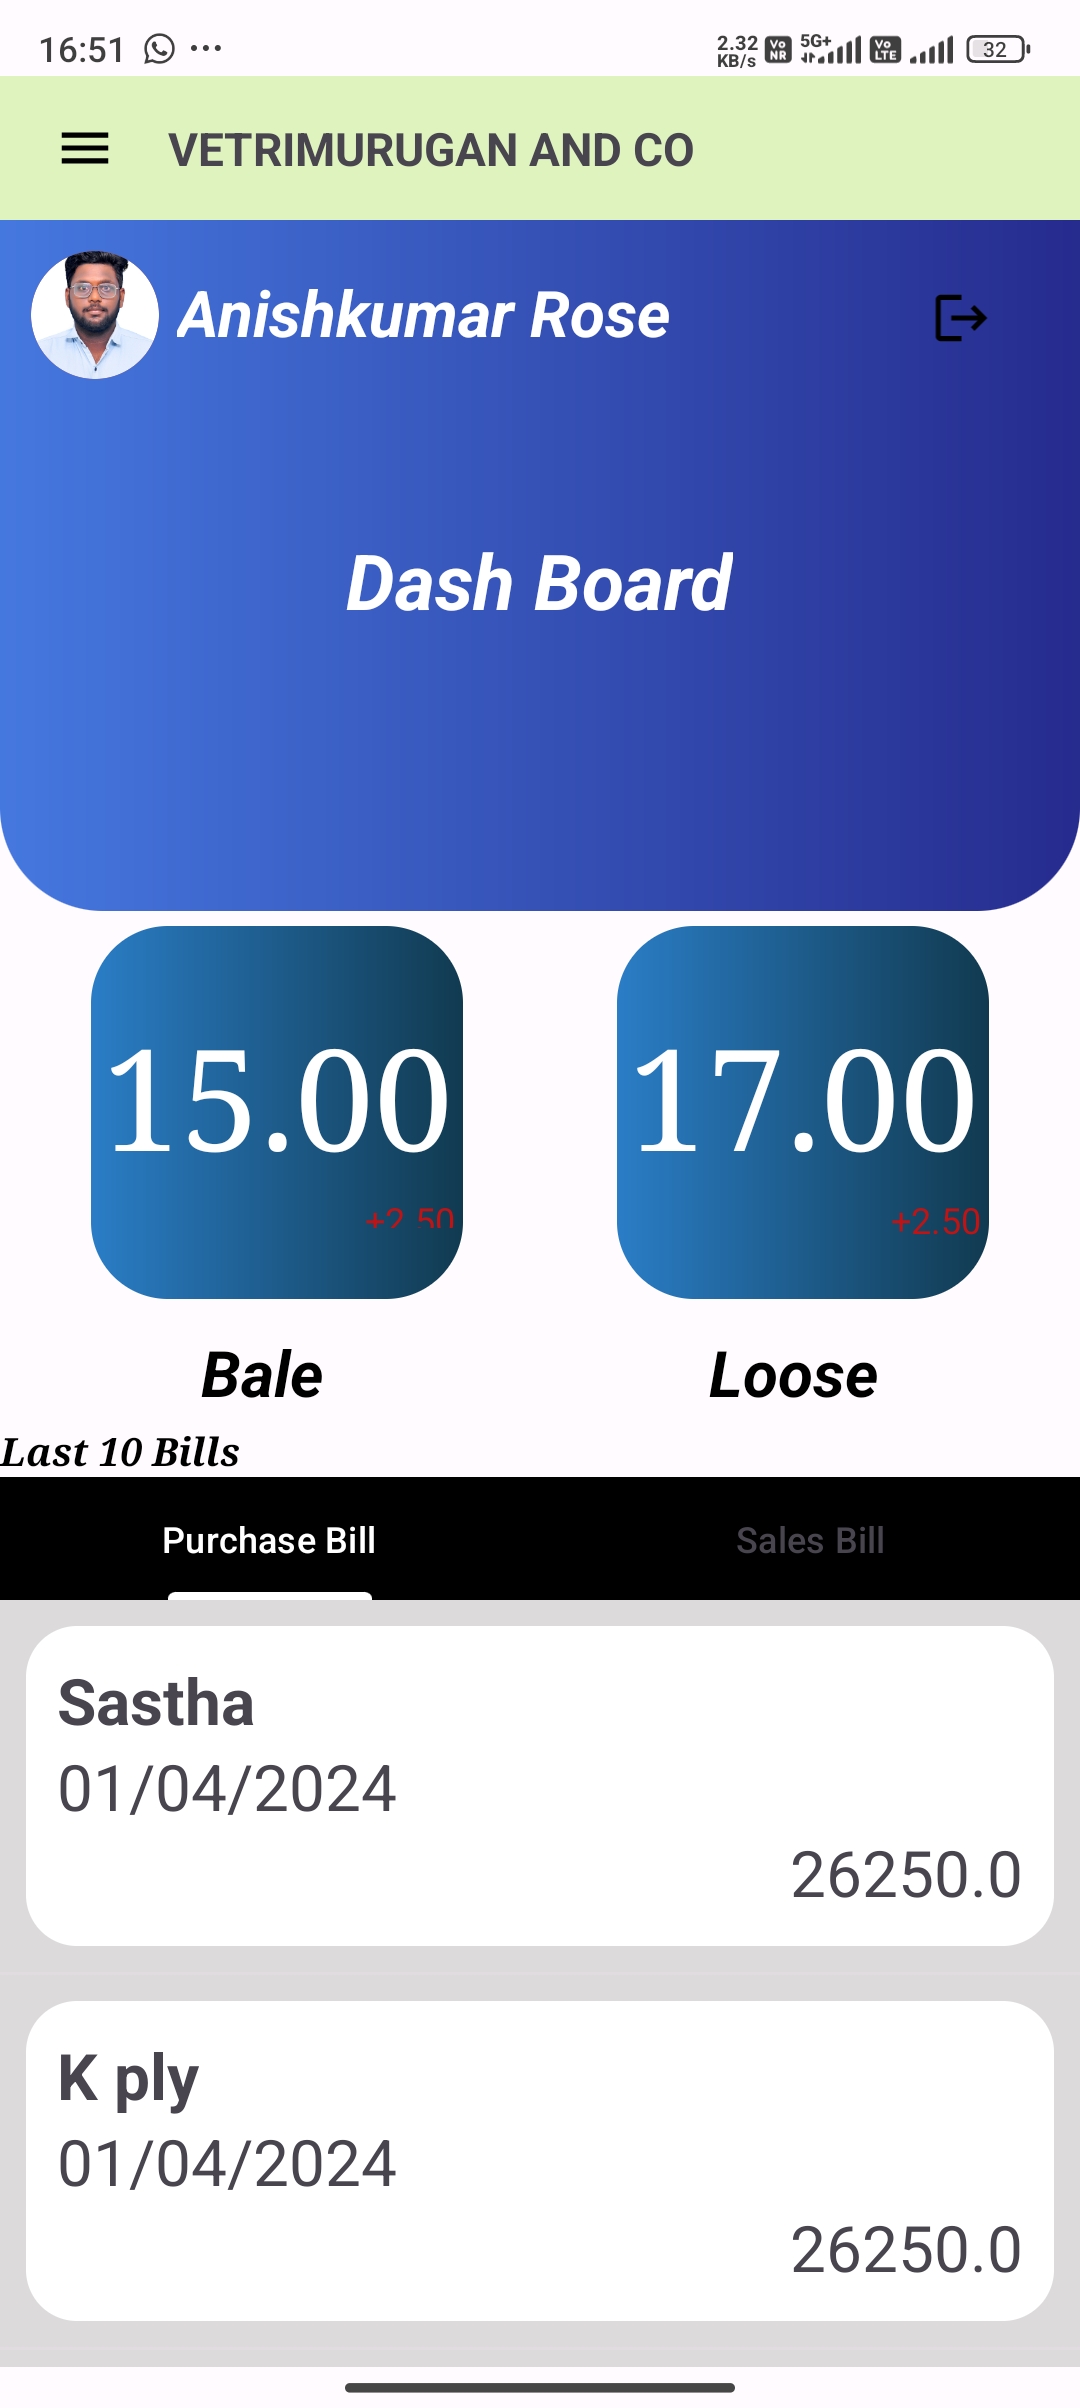 16:51
2.32 KB/s Vo NR 5G+ Vo LTE 32
VETRIMURUGAN AND CO
Anishkumar Rose
Dash Board
15.00 17.00
+2.50 +2.50
Bale Loose
Last 10 Bills
Purchase Bill Sales Bill
Sastha
01/04/2024
26250.0
K ply
01/04/2024
26250.0